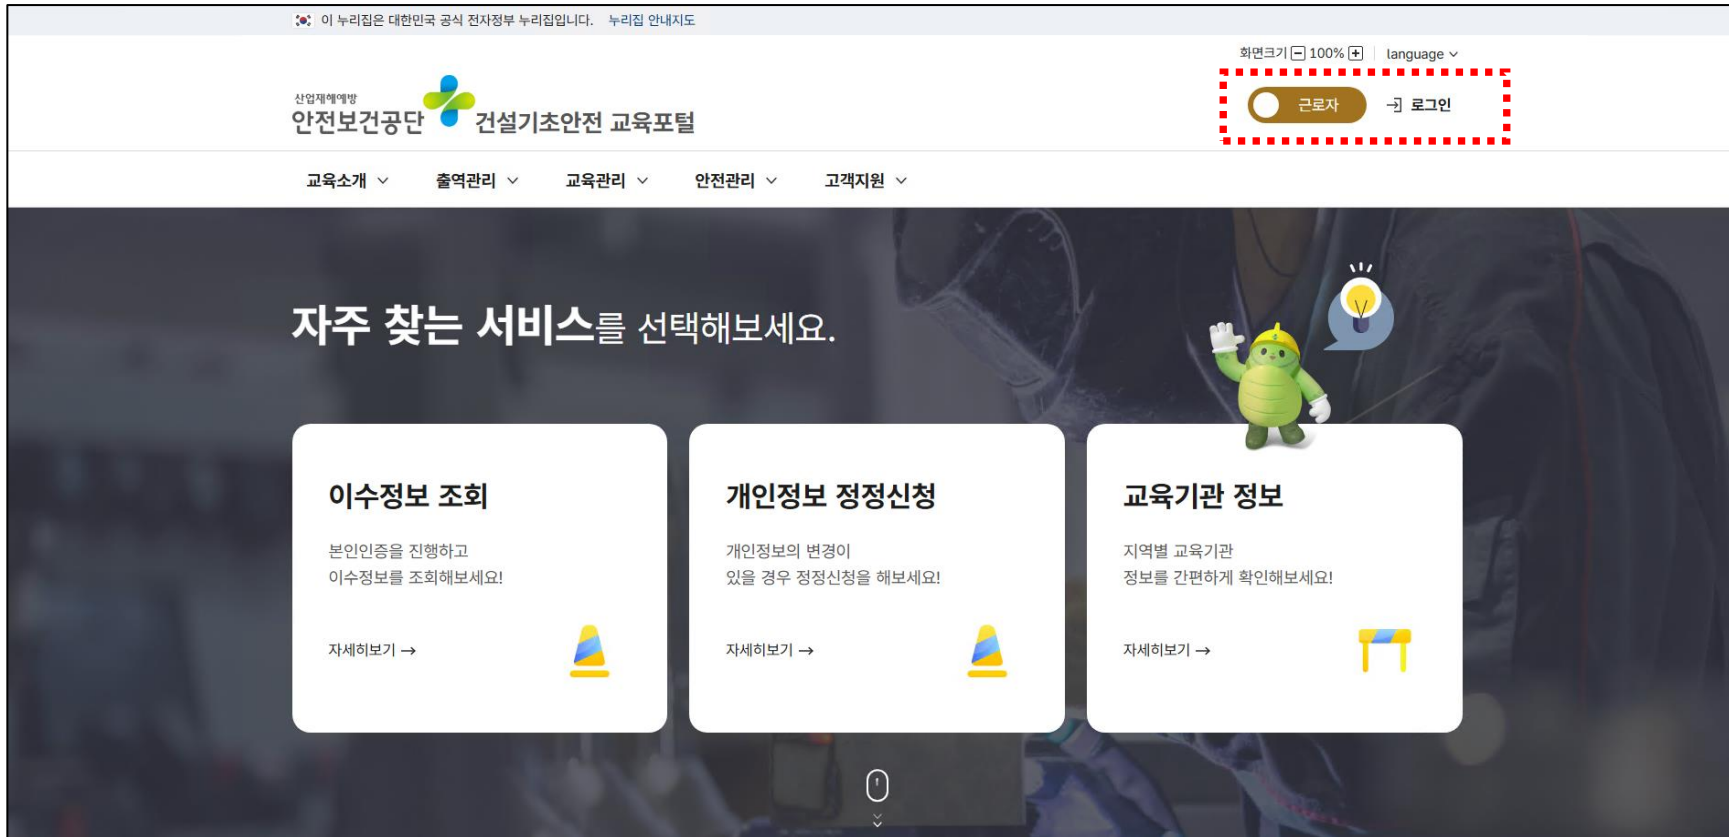 이 누리집은 대한민국 공식 전자정부 누리집입니다. 누리집 안내지도
화면크기 100% language
산업재해예방
안전보건공단 건설기초안전 교육포털
근로자 로그인
교육소개 출역관리 교육관리 안전관리 고객지원
자주 찾는 서비스를 선택해보세요.
이수정보 조회
본인인증을 진행하고
이수정보를 조회해보세요!
자세히보기 →
개인정보 정정신청
개인정보의 변경이
있을 경우 정정신청을 해보세요!
자세히보기 →
교육기관 정보
지역별 교육기관
정보를 간편하게 확인해보세요!
자세히보기 →